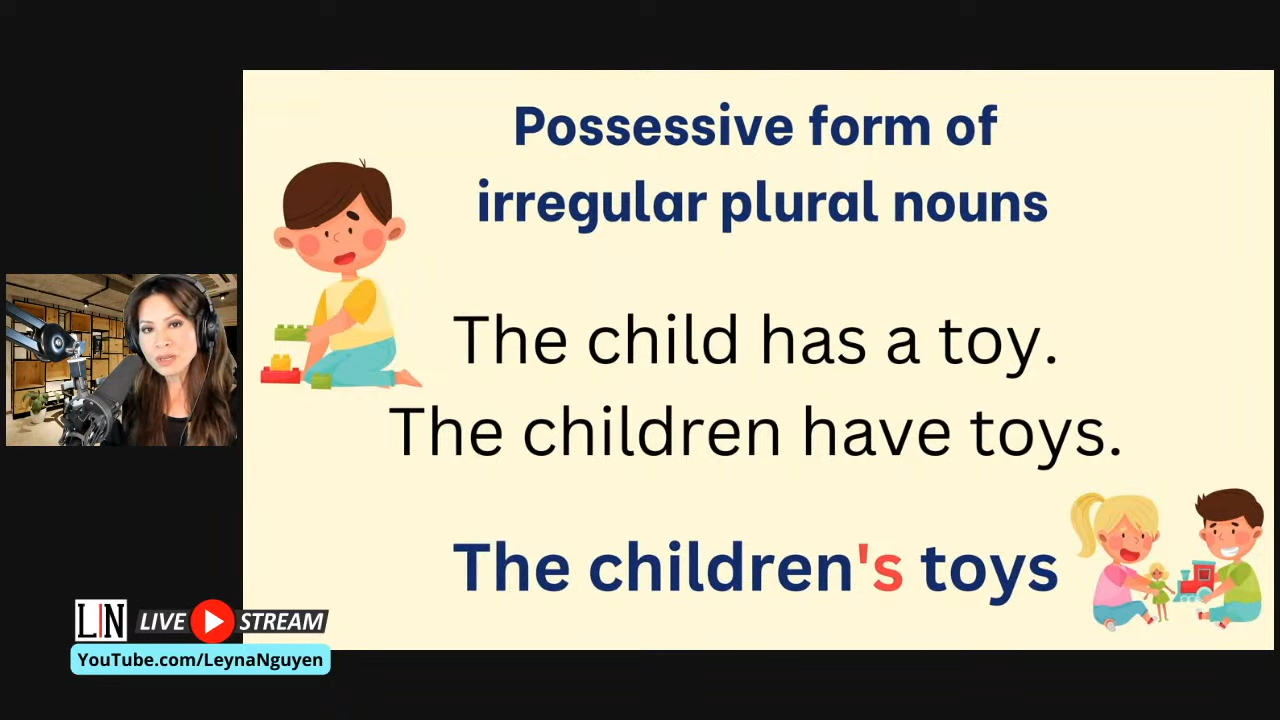 Possessive form of
irregular plural nouns
The child has a toy.
The children have toys.
The children's toys
LIN LIVE STREAM
YouTube.com/LeynaNguyen